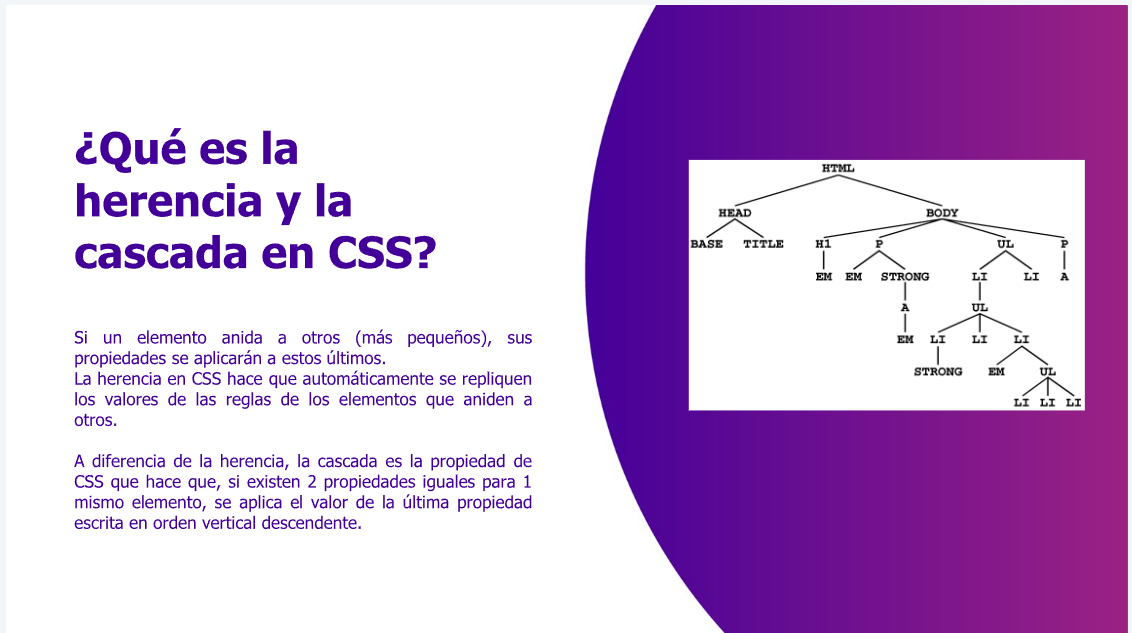 ¿Qué es la
herencia y la
cascada en CSS?
Si un elemento anida a otros (más pequeños), sus
propiedades se aplicarán a estos últimos.
La herencia en CSS hace que automáticamente se repliquen
los valores de las reglas de los elementos que aniden a
otros.
A diferencia de la herencia, la cascada es la propiedad de
CSS que hace que, si existen 2 propiedades iguales para 1
mismo elemento, se aplica el valor de la última propiedad
escrita en orden vertical descendente.
HTML
HEAD BODY
BASE TITLE H1 P UL P
EM EM STRONG LI LI A
A UL
EM LI LI LI
STRONG EM UL
LI LI LI